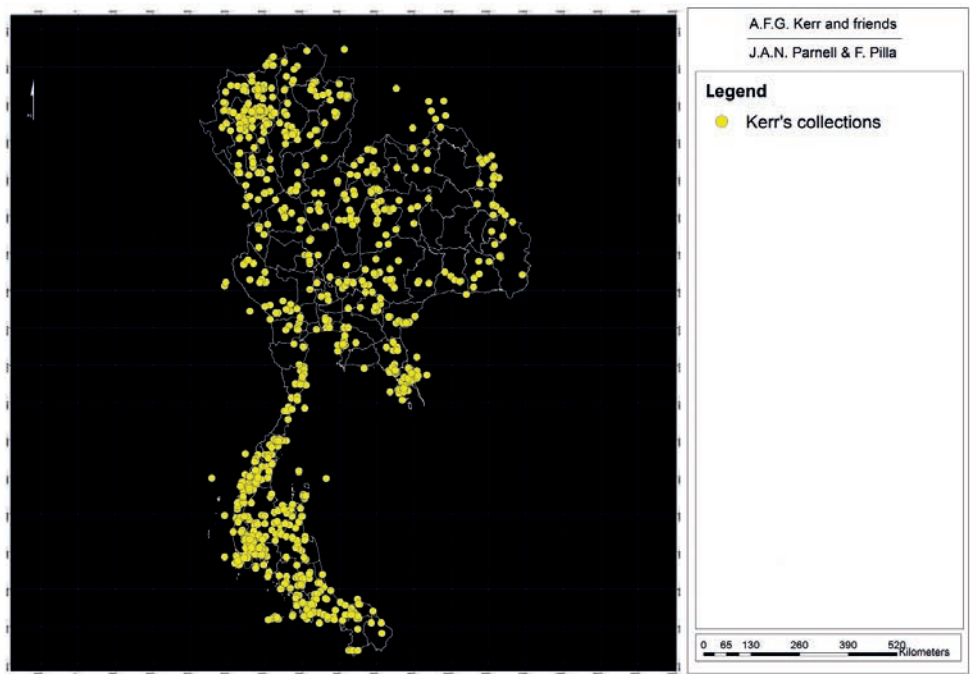 A.F.G. Kerr and friends
J.A.N. Parnell & F. Pilla
Legend
Kerr's collections
0 65 130 260 390 520
Kilometers